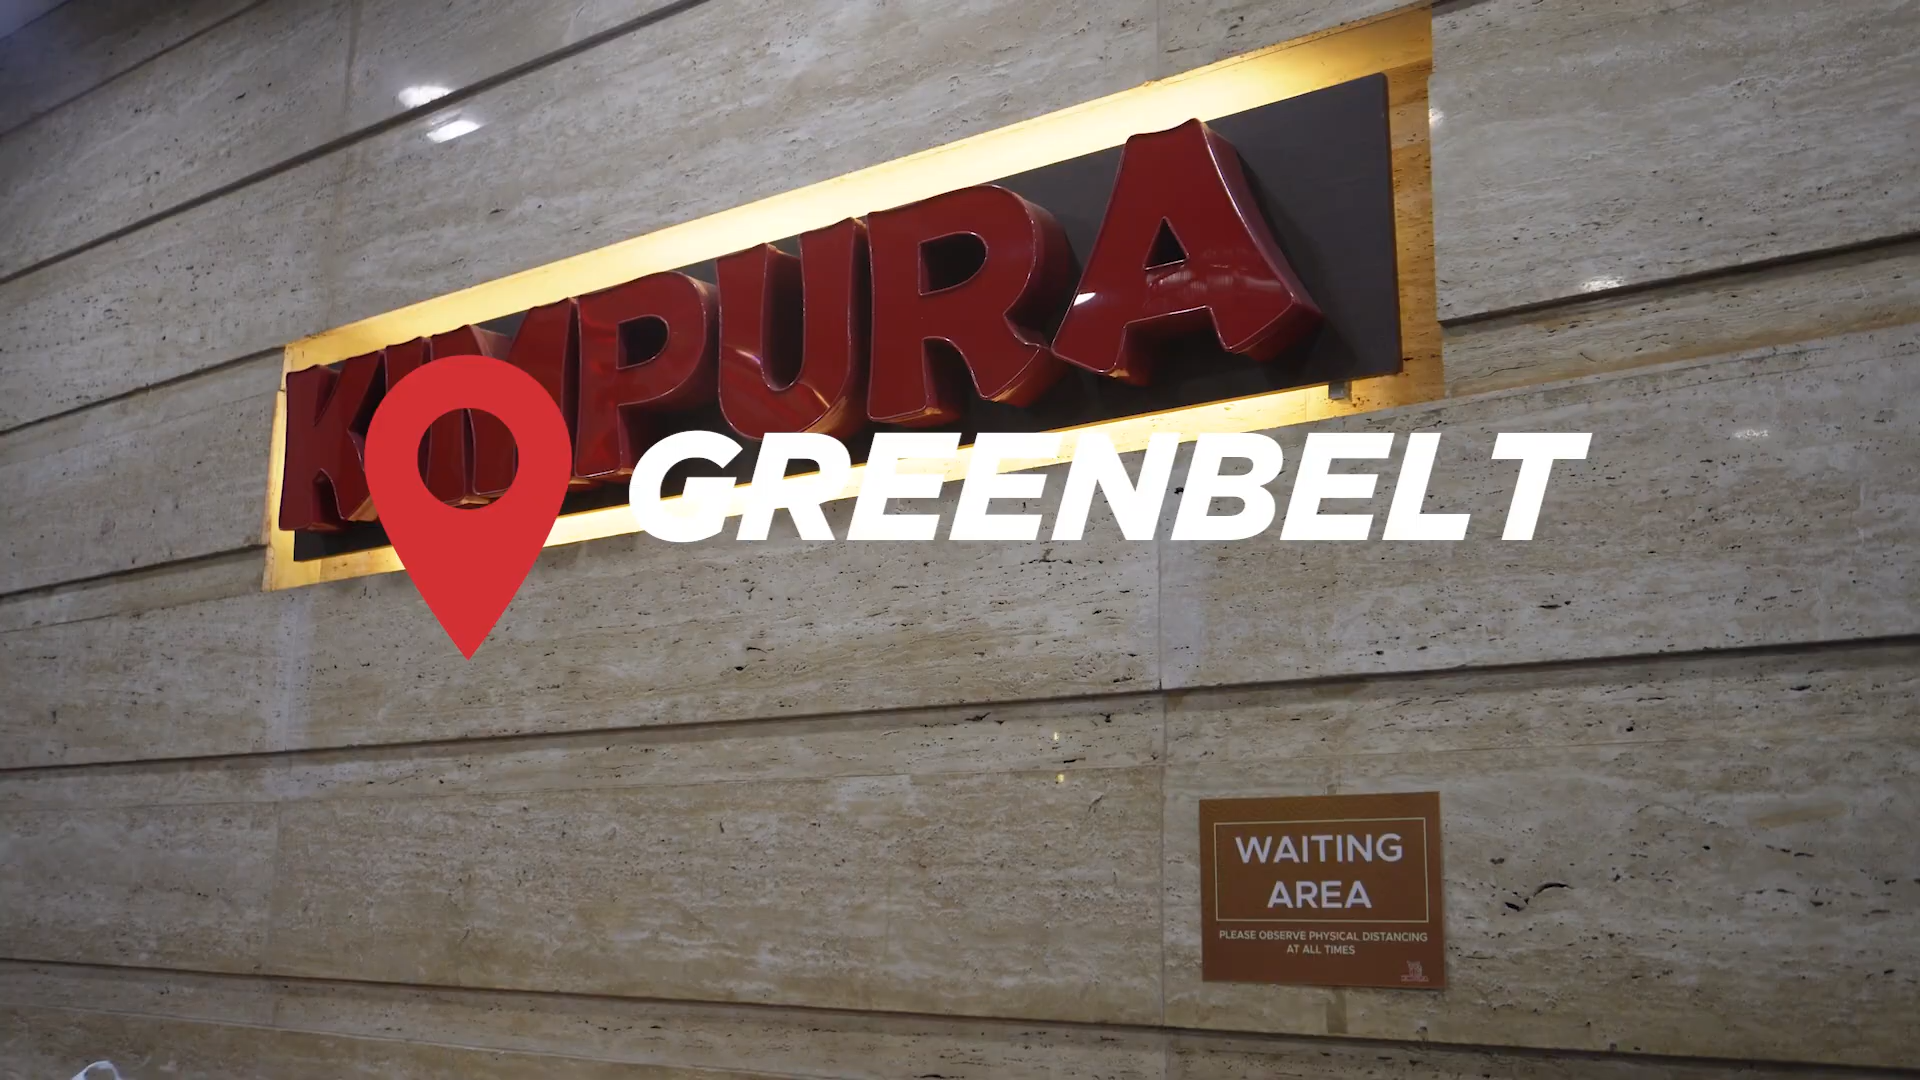 KIMPURA
GREENBELT
WAITING
AREA
PLEASE OBSERVE PHYSICAL DISTANCING
AT ALL TIMES